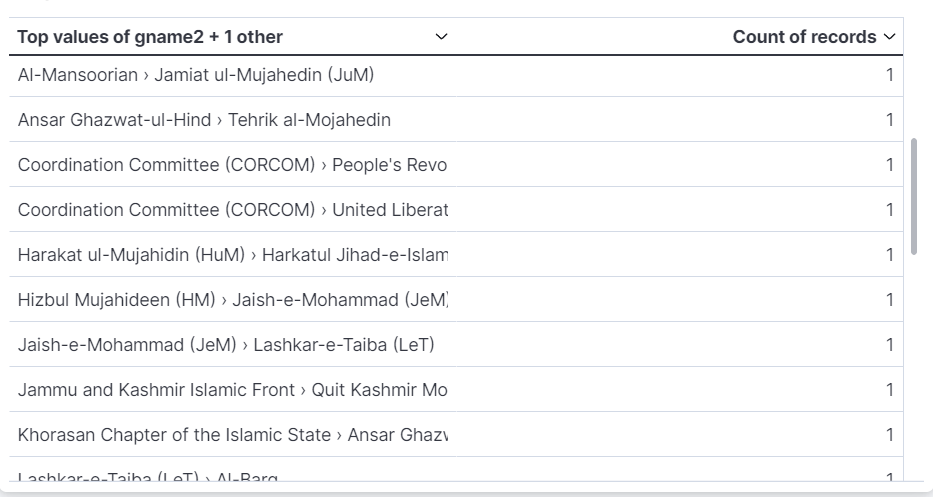 Top values of gname2 + 1 other Count of records
Al-Mansoorian › Jamiat ul-Mujahedin (JuM) 1
Ansar Ghazwat-ul-Hind › Tehrik al-Mojahedin 1
Coordination Committee (CORCOM) › People's Revo 1
Coordination Committee (CORCOM) › United Liberat 1
Harakat ul-Mujahidin (HuM) › Harkatul Jihad-e-Islam 1
Hizbul Mujahideen (HM) › Jaish-e-Mohammad (JeM) 1
Jaish-e-Mohammad (JeM) › Lashkar-e-Taiba (LeT) 1
Jammu and Kashmir Islamic Front › Quit Kashmir Mo 1
Khorasan Chapter of the Islamic State › Ansar Ghazw 1
Lashkar-e-Taiba (LeT) › Al-Barq 1